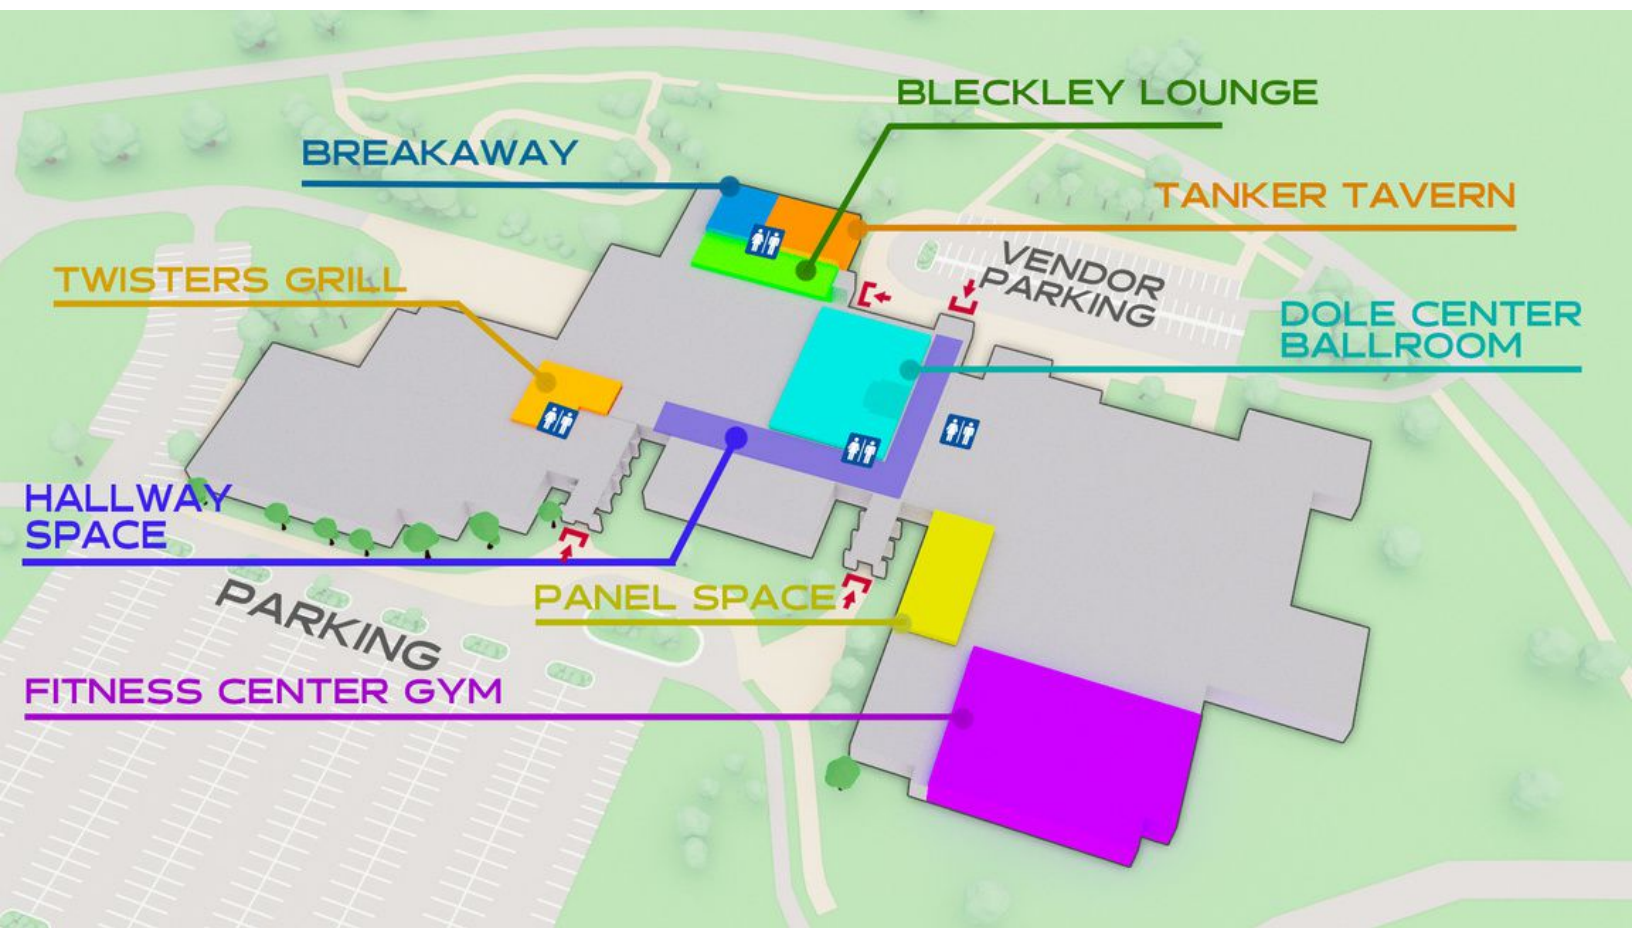 BLECKLEY LOUNGE
BREAKAWAY
TANKER TAVERN
VENDOR
PARKING
TWISTERS GRILL
DOLE CENTER
BALLROOM
HALLWAY
SPACE
PANEL SPACE
PARKING
FITNESS CENTER GYM